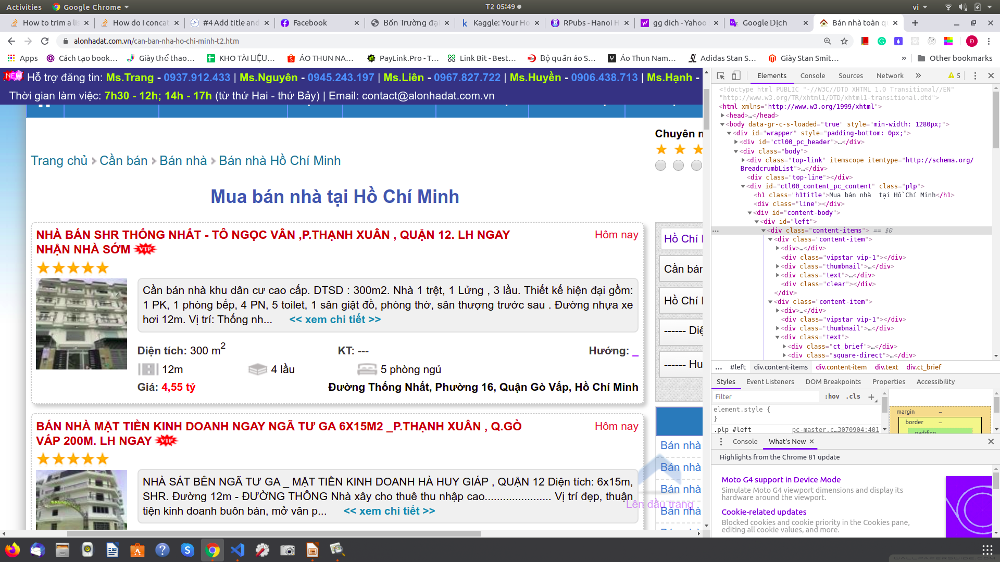 Activities
Google Chrome
T2 05:49
vi
How to trim a lis
How do I concat
#4 Add title and
Facebook
Bốn Trường đại
Kaggle: Your Ho
RPubs - Hanoi H
gg dich - Yahoo
Google Dịch
Bán nhà toàn qu
alonhadat.com.vn/can-ban-nha-ho-chi-minh-t2.htm
Apps
Cách tạo book...
Giày thể thao...
KHO TÀI LIỆU...
ÁO THUN NA...
PayLink.Pro - T...
Link Bit - Best...
Bộ quần áo S...
Áo Thun Nam...
Adidas Stan S...
Giày Stan Smit...
»
Other bookmarks
NEW Hỗ trợ đăng tin: Ms.Trang - 0937.912.433 | Ms.Nguyên - 0945.243.197 | Ms.Liên - 0967.827.722 | Ms.Huyền - 0906.438.713 | Ms.Hạnh -
Thời gian làm việc: 7h30 - 12h; 14h - 17h (từ thứ Hai - thứ Bảy) | Email: contact@alonhadat.com.vn
Chuyên m
Trang chủ Cần bán Bán nhà Bán nhà Hồ Chí Minh
Mua bán nhà tại Hồ Chí Minh
NHÀ BÁN SHR THỐNG NHẤT - TÔ NGỌC VÂN ,P.THẠNH XUÂN , QUẬN 12. LH NGAY
NHẬN NHÀ SỚM VIP
Hôm nay
Cần bán nhà khu dân cư cao cấp. DTSD : 300m2. Nhà 1 trệt, 1 Lửng , 3 lầu. Thiết kế hiện đại gồm:
1 PK, 1 phòng bếp, 4 PN, 5 toilet, 1 sân giặt đồ, phòng thờ, sân thượng trước sau . Đường nhựa xe
hơi 12m. Vị trí: Thống nh... << xem chi tiết >>
Diện tích: 300 m2
KT: ---
Hướng: _
12m
4 lầu
5 phòng ngủ
Giá: 4,55 tỷ
Đường Thống Nhất, Phường 16, Quận Gò Vấp, Hồ Chí Minh
BÁN NHÀ MẶT TIỀN KINH DOANH NGAY NGÃ TƯ GA 6X15M2 _P.THẠNH XUÂN , Q.GÒ
VẤP 200M. LH NGAY VIP
Hôm nay
NHÀ SÁT BÊN NGÃ TƯ GA _ MẶT TIỀN KINH DOANH HÀ HUY GIÁP , QUẬN 12 Diện tích: 6x15m,
SHR. Đường 12m - ĐƯỜNG THÔNG Nhà xây cho thuê thu nhập cao...................... Vị trí đẹp, thuận
tiện kinh doanh buôn bán, mở văn p... << xem chi tiết >>
Hồ Chí
Cần bán
Hồ Chí
------ Diệ
------ Hư
Bán nhà
Bán nhà
Bán nhà
Bán nhà
Lên đầu trang
Elements
Console
Sources
Network
»
5
<!doctype html PUBLIC "-//W3C//DTD XHTML 1.0 Transitional//EN"
"http://www.w3.org/TR/xhtml1/DTD/xhtml1-transitional.dtd">
<html xmlns="http://www.w3.org/1999/xhtml">
<head>…</head>
<body data-gr-c-s-loaded="true" style="min-width: 1280px;">
<div id="wrapper" style="padding-bottom: 0px;">
<div id="ctl00_pc_header">…</div>
<div class="body">
<div class="top-link" itemscope itemtype="http://schema.org/
BreadcrumbList">…</div>
<div class="top-line"></div>
<div id="ctl00_content_pc_content" class="plp">
<h1 class="h1title">Mua bán nhà  tại Hồ Chí Minh</h1>
<div class="line"></div>
<div id="content-body">
<div id="left">
<div class="content-items"> == $0
<div class="content-item">
<div>…</div>
<div class="vipstar vip-1"></div>
<div class="thumbnail">…</div>
<div class="text">…</div>
<div class="clear"></div>
</div>
<div class="content-item">
<div>…</div>
<div class="vipstar vip-1"></div>
<div class="thumbnail">…</div>
<div class="text">
<div class="ct_brief">…</div>
<div class="square-direct">…</div>
... #left div.content-items div.content-item div.text div.ct_brief
Styles
Event Listeners
DOM Breakpoints
Properties
Accessibility
Filter
:hov .cls +
element.style {
}
.plp #left
pc-master.c…3070904:401
margin –
border –
padding
Console
What's New
Highlights from the Chrome 81 update
Moto G4 support in Device Mode
Simulate Moto G4 viewport dimensions and display its
hardware around the viewport.
Cookie-related updates
Blocked cookies and cookie priority in the Cookies pane,
editing all cookie values, and more.